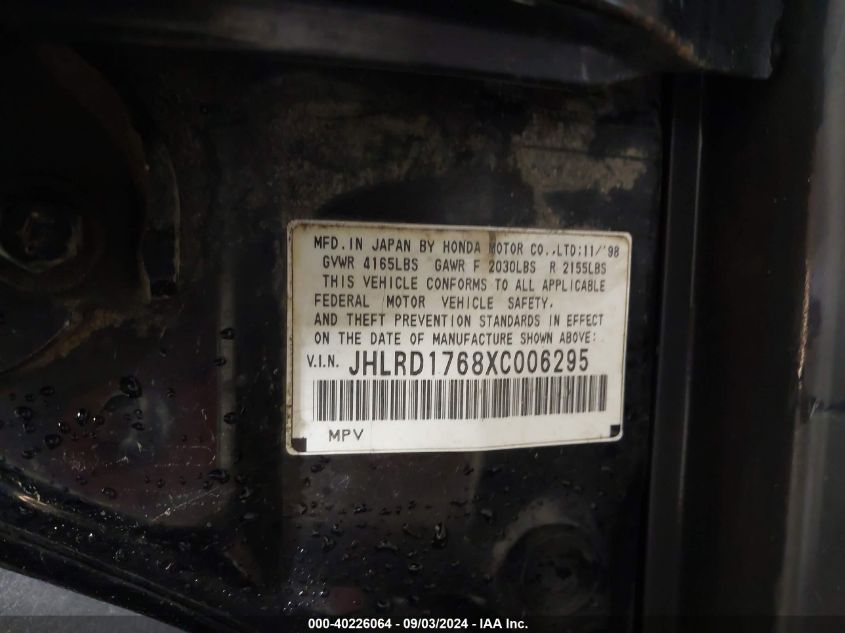 MFD. IN JAPAN BY HONDA MOTOR CO.,LTD:11/'98
GVWR 4165LBS GAWR F 2030LBS R 2155LBS
THIS VEHICLE CONFORMS TO ALL APPLICABLE
FEDERAL MOTOR VEHICLE SAFETY,
AND THEFT PREVENTION STANDARDS IN EFFECT
ON THE DATE OF MANUFACTURE SHOWN ABOVE:
V.I.N. JHLRD1768XC006295
MPV
000-40226064 - 09/03/2024 - IAA Inc.